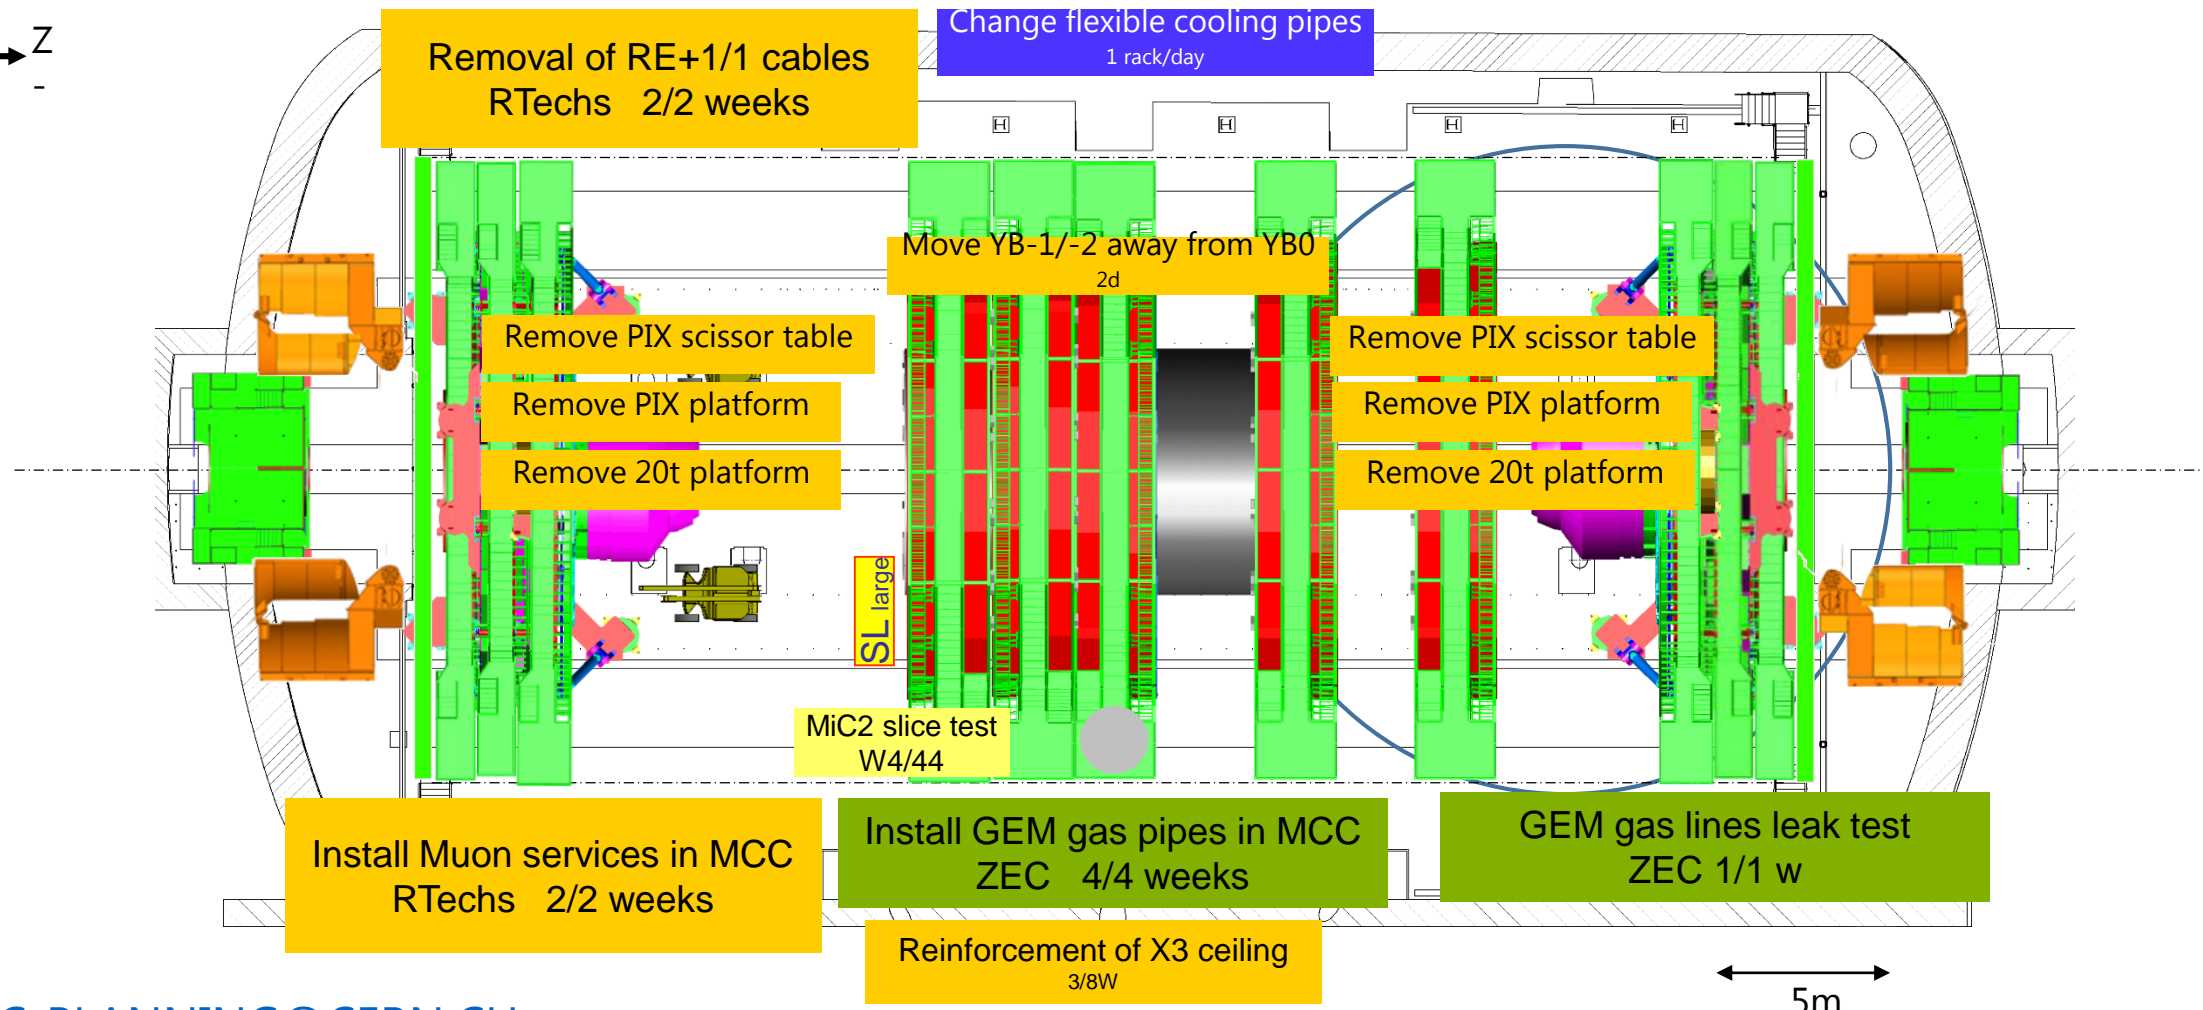 Z
-
Removal of RE+1/1 cables
RTechs 2/2 weeks
Change flexible cooling pipes
1 rack/day
H
H
H
H
Move YB-1/-2 away from YB0
2d
Remove PIX scissor table
Remove PIX platform
Remove 20t platform
Remove PIX scissor table
Remove PIX platform
Remove 20t platform
SL large
MiC2 slice test
W4/44
Install Muon services in MCC
RTechs 2/2 weeks
Install GEM gas pipes in MCC
ZEC 4/4 weeks
GEM gas lines leak test
ZEC 1/1 w
Reinforcement of X3 ceiling
3/8W
5m